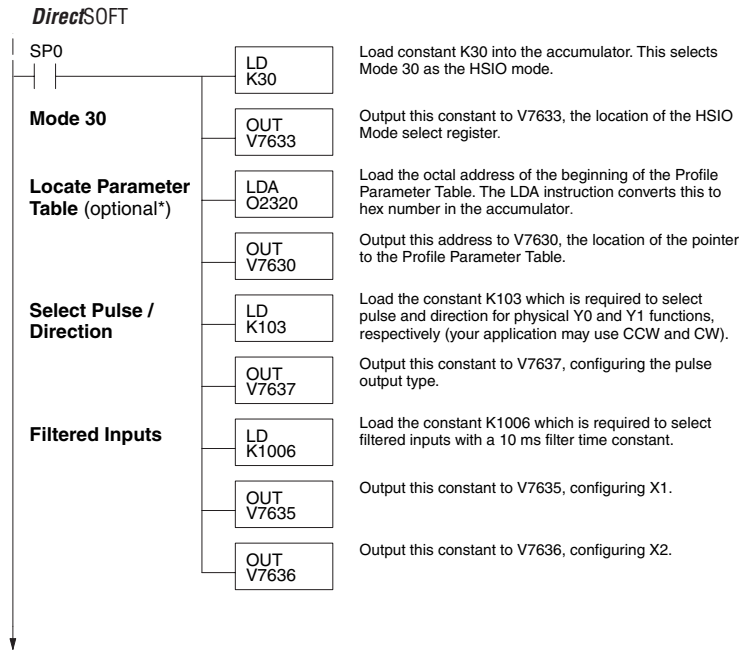 DirectSOFT
SP0
LD
K30
Load constant K30 into the accumulator. This selects
Mode 30 as the HSIO mode.
Mode 30
OUT
V7633
Output this constant to V7633, the location of the HSIO
Mode select register.
Locate Parameter
Table (optional*)
LDA
O2320
Load the octal address of the beginning of the Profile
Parameter Table. The LDA instruction converts this to
hex number in the accumulator.
OUT
V7630
Output this address to V7630, the location of the pointer
to the Profile Parameter Table.
Select Pulse /
Direction
LD
K103
Load the constant K103 which is required to select
pulse and direction for physical Y0 and Y1 functions,
respectively (your application may use CCW and CW).
OUT
V7637
Output this constant to V7637, configuring the pulse
output type.
Filtered Inputs
LD
K1006
Load the constant K1006 which is required to select
filtered inputs with a 10 ms filter time constant.
OUT
V7635
Output this constant to V7635, configuring X1.
OUT
V7636
Output this constant to V7636, configuring X2.